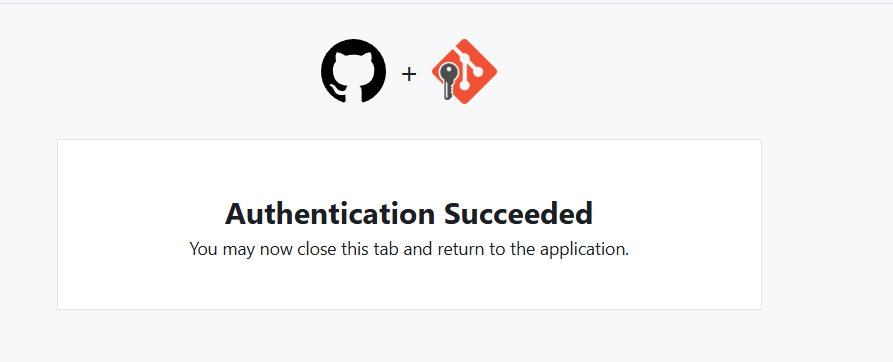 +
Authentication Succeeded
You may now close this tab and return to the application.